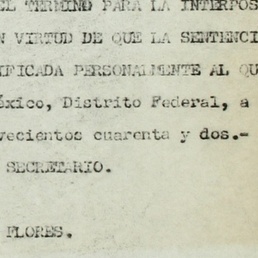 EL TERMINO PARA LA INTERPOS
N VIRTUD DE QUE LA SENTENCI
IFICADA PERSONALMENTE AL QU
éxico, Distrito Federal, a
vecientos cuarenta y dos.-
SECRETARIO.
FLORES.